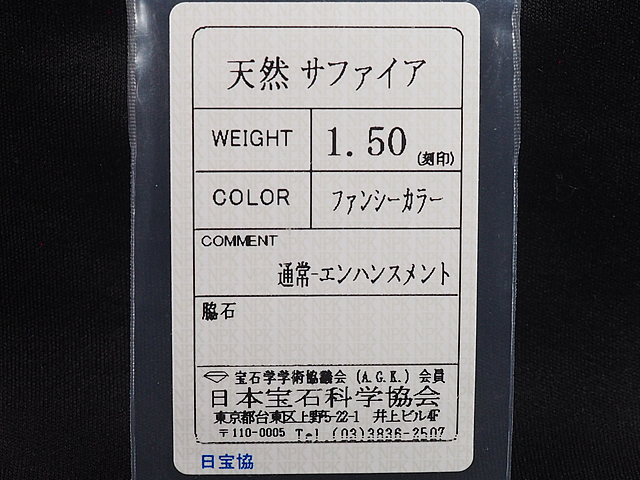 天然 サファイア
WEIGHT 1.50 (刻印)
COLOR ファンシーカラー
COMMENT
通常-エンハンスメント
脇石
宝石学学術協議会 (A.G.K.) 会員
日本宝石科学協会
東京都台東区上野5-22-1 井上ビル4F
〒110-0005 Tel (03)3836-2507
日宝協